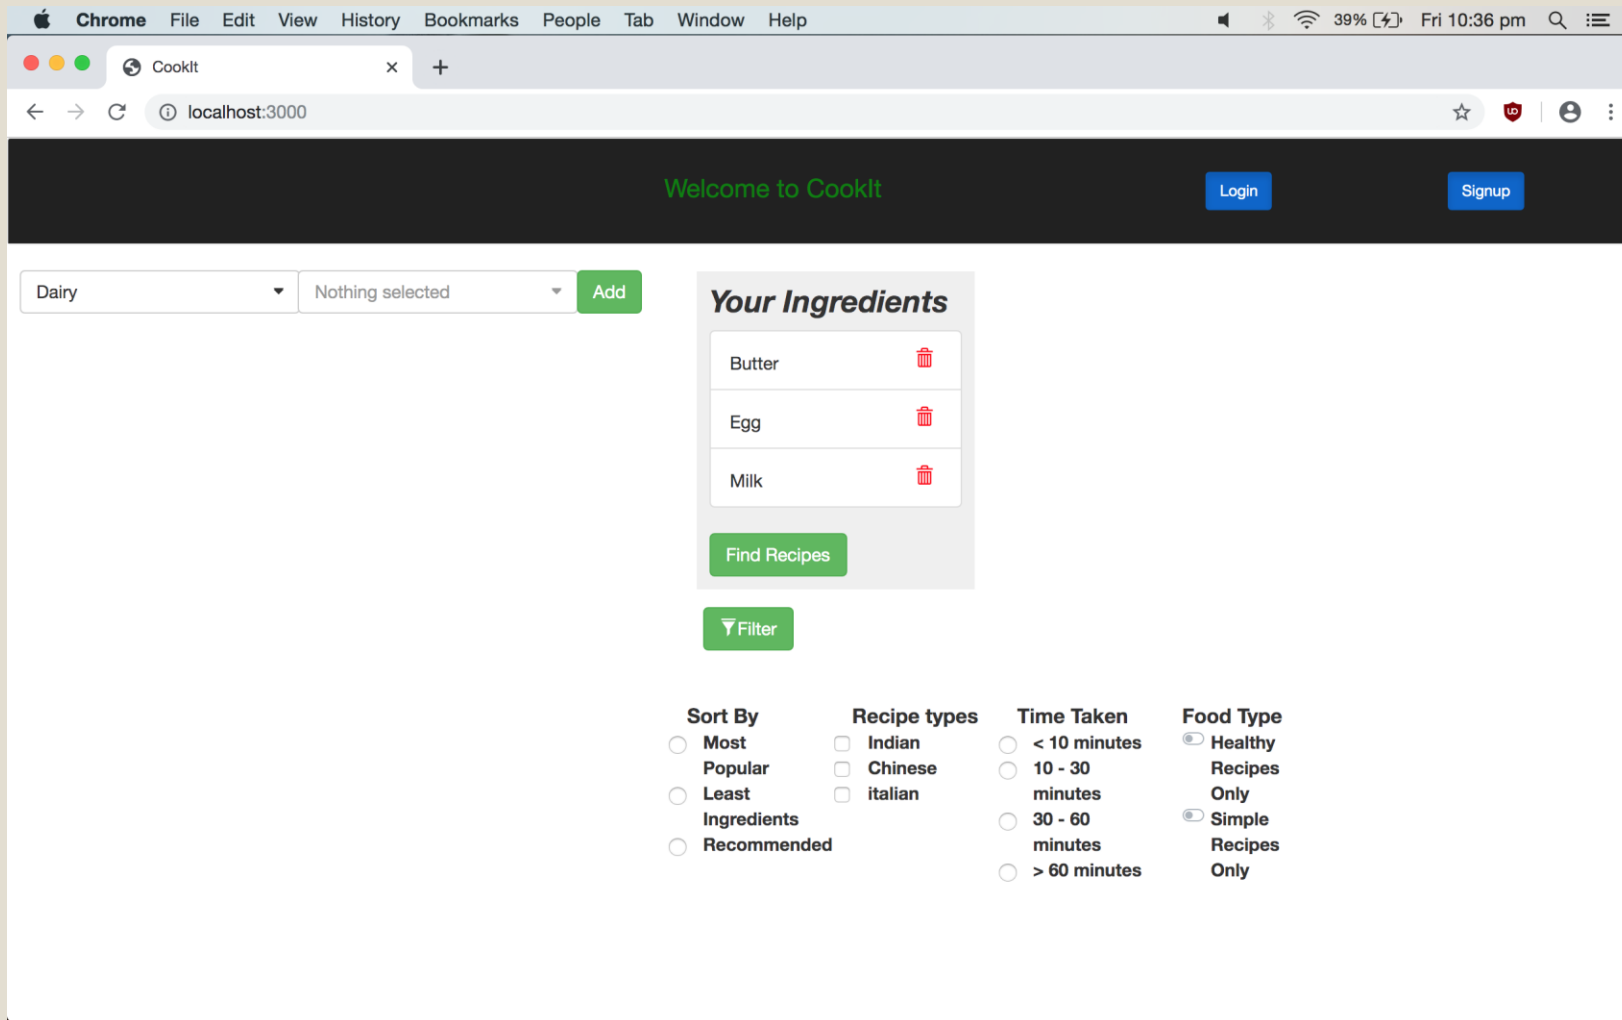 Chrome File Edit View History Bookmarks People Tab Window Help 39% Fri 10:36 pm
CookIt
localhost:3000
Welcome to CookIt Login Signup
Dairy Nothing selected Add
Your Ingredients
Butter
Egg
Milk
Find Recipes
Filter
Sort By
Most
Popular
Least
Ingredients
Recommended
Recipe types
Indian
Chinese
italian
Time Taken
< 10 minutes
10 - 30
minutes
30 - 60
minutes
> 60 minutes
Food Type
Healthy
Recipes
Only
Simple
Recipes
Only